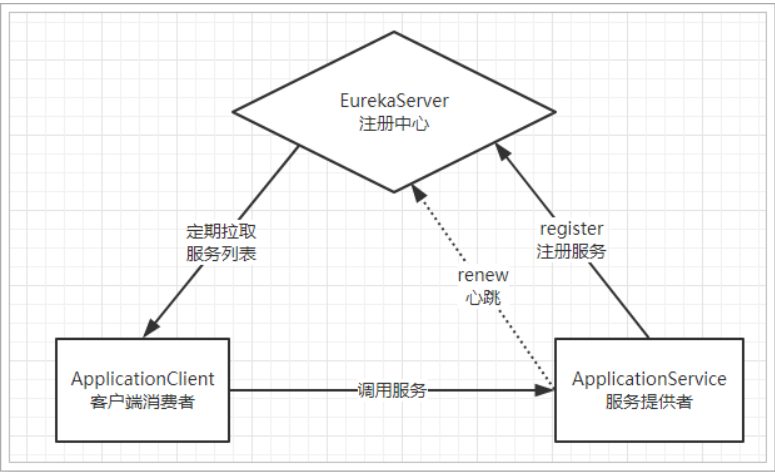 EurekaServer
注册中心
定期拉取
服务列表
register
注册服务
renew
心跳
ApplicationClient
客户端消费者
调用服务
ApplicationService
服务提供者